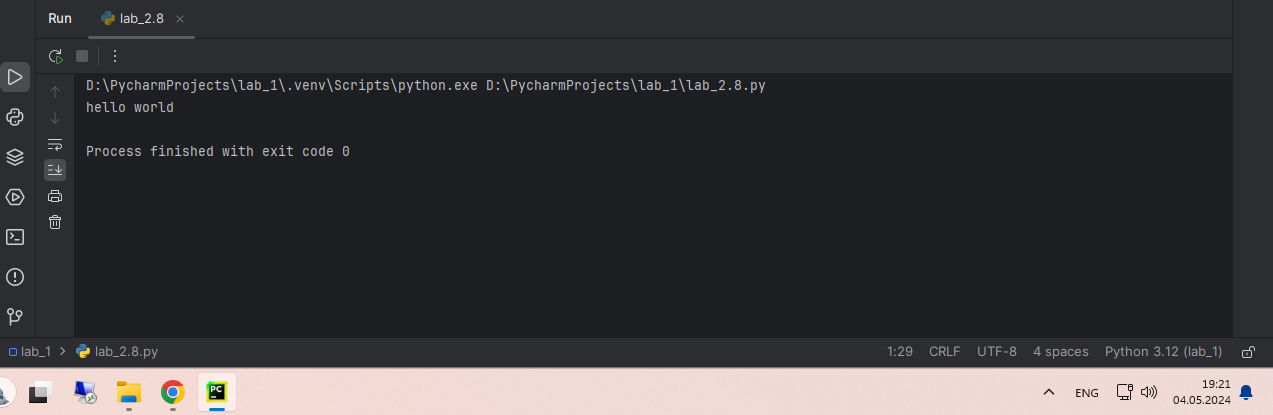 Run lab_2.8
D:\PycharmProjects\lab_1\.venv\Scripts\python.exe D:\PycharmProjects\lab_1\lab_2.8.py
hello world
Process finished with exit code 0
lab_1 > lab_2.8.py 1:29 CRLF UTF-8 4 spaces Python 3.12 (lab_1)
PC
ENG
19:21
04.05.2024